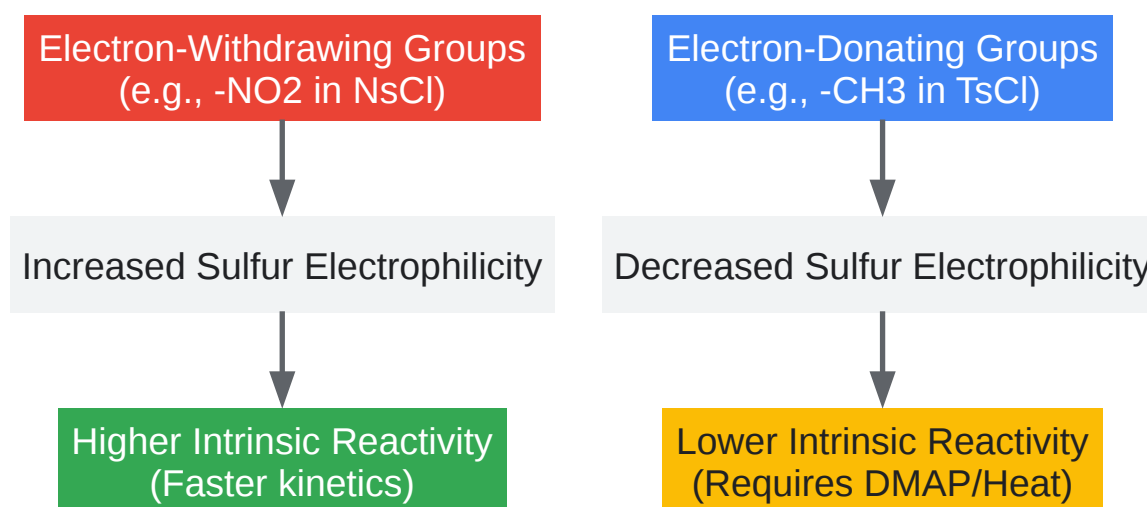 Electron-Withdrawing Groups
(e.g., -NO2 in NsCl)
Electron-Donating Groups
(e.g., -CH3 in TsCl)
Increased Sulfur Electrophilicity
Decreased Sulfur Electrophilicity
Higher Intrinsic Reactivity
(Faster kinetics)
Lower Intrinsic Reactivity
(Requires DMAP/Heat)